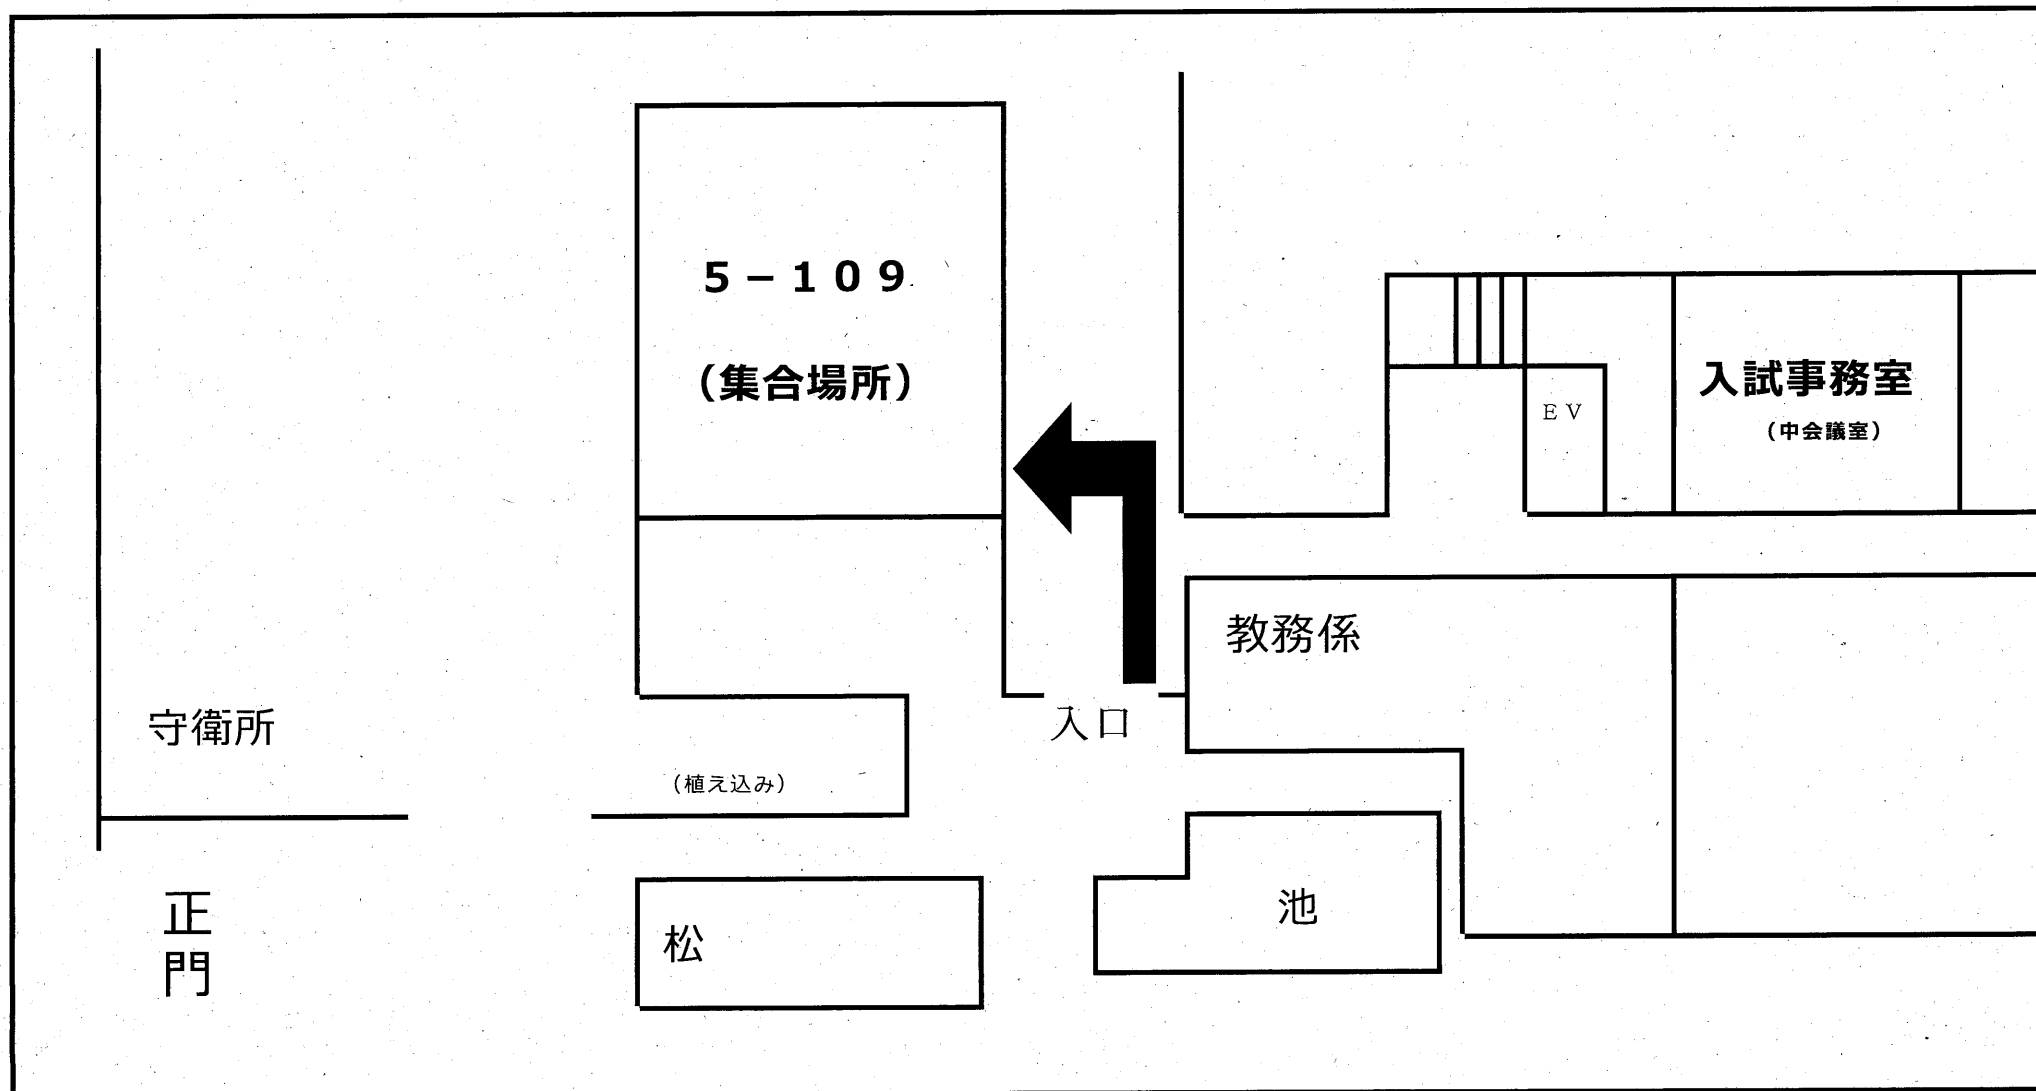 ５－１０９
（集合場所）
入試事務室
（中会議室）
ＥＶ
教務係
守衛所
入口
（植え込み）
正門
松
池